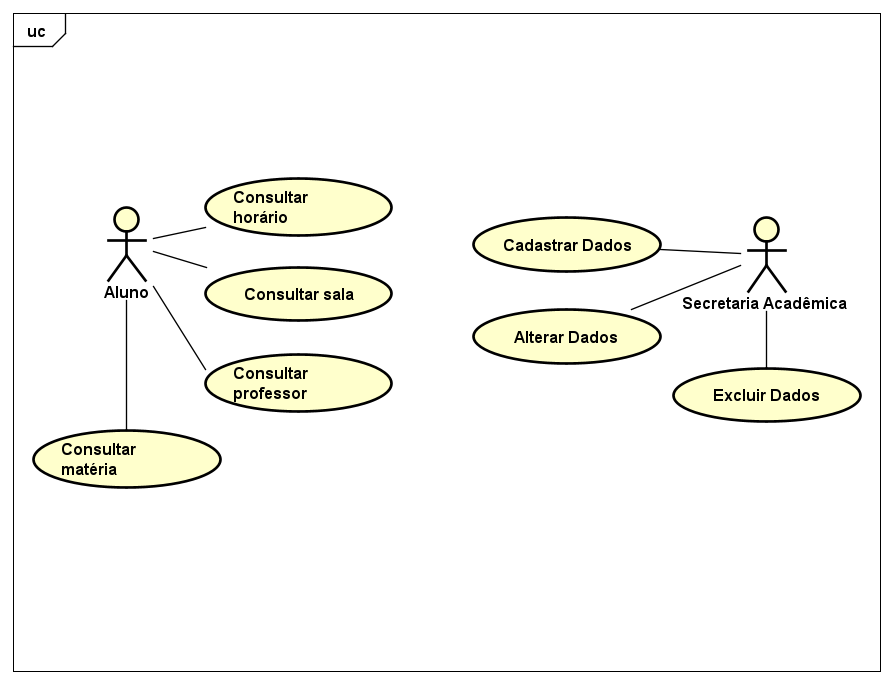 uc
Consultar
horário
Consultar sala
Aluno
Consultar
professor
Consultar
matéria
Cadastrar Dados
Secretaria Acadêmica
Alterar Dados
Excluir Dados